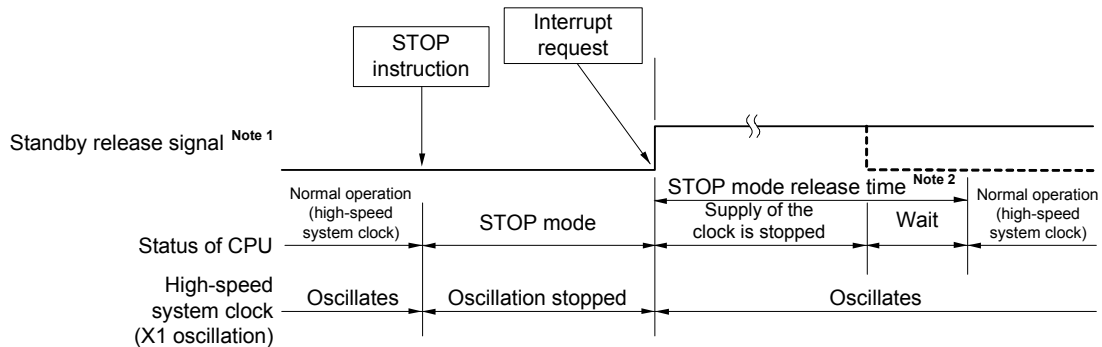 Interrupt
request
STOP
instruction
Standby release signal Note 1
Note 2
STOP mode release time
Normal operation
(high-speed
system clock)
STOP mode
Supply of the
clock is stopped
Wait
Normal operation
(high-speed
system clock)
Status of CPU
High-speed
system clock
(X1 oscillation)
Oscillates
Oscillation stopped
Oscillates